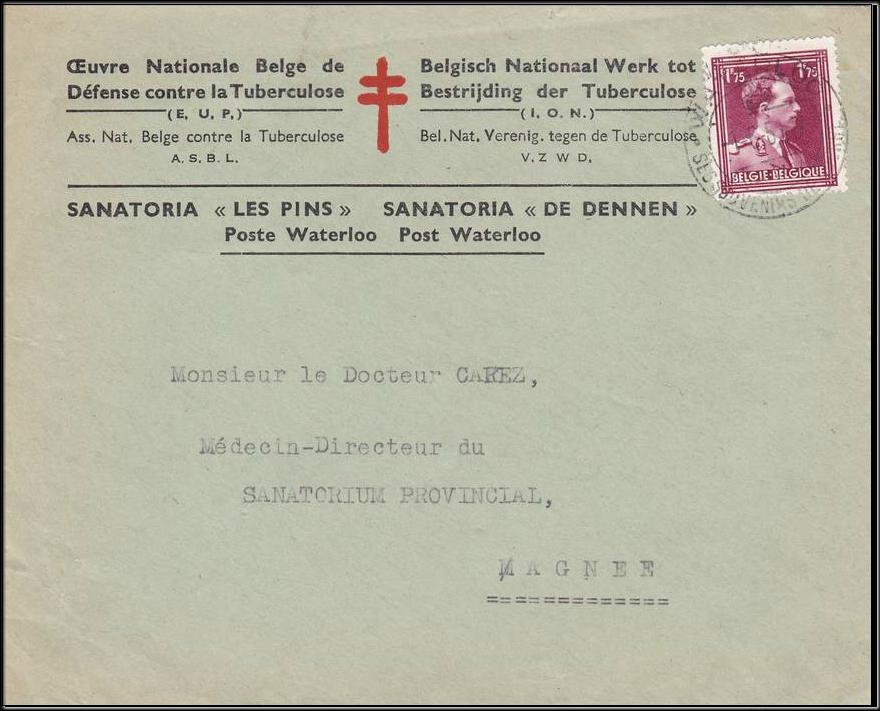 Œuvre Nationale Belge de
Défense contre la Tuberculose
(E. U. P.)
Ass. Nat. Belge contre la Tuberculose
A. S. B. L.
Belgisch Nationaal Werk tot
Bestrijding der Tuberculose
(I. O. N.)
Bel. Nat. Verenig. tegen de Tuberculose
V. Z. W D.
1F75 1F75
BELGIE-BELGIQUE
SANATORIA « LES PINS » SANATORIA « DE DENNEN »
Poste Waterloo Post Waterloo
Monsieur le Docteur CAREZ,
Médecin-Directeur du
SANATORIUM PROVINCIAL,
MAGNEE